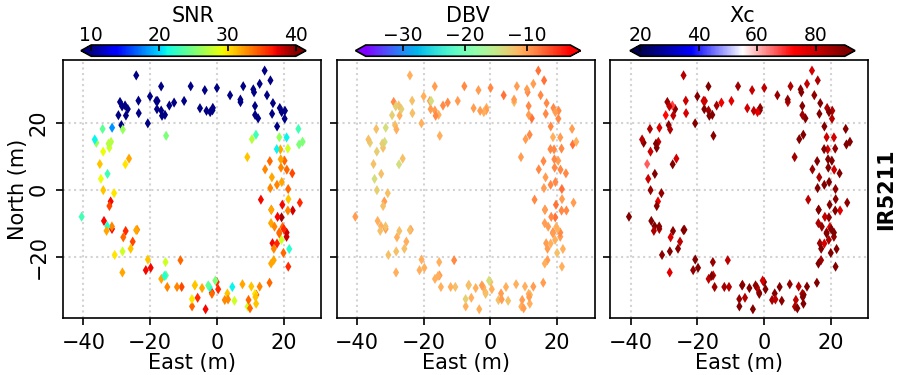 SNR DBV Xc
10 20 30 40 −30 −20 −10 20 40 60 80
North (m)
20
0
−20
−40 −20 0 20 −40 −20 0 20 −40 −20 0 20
East (m) East (m) East (m)
IR5211